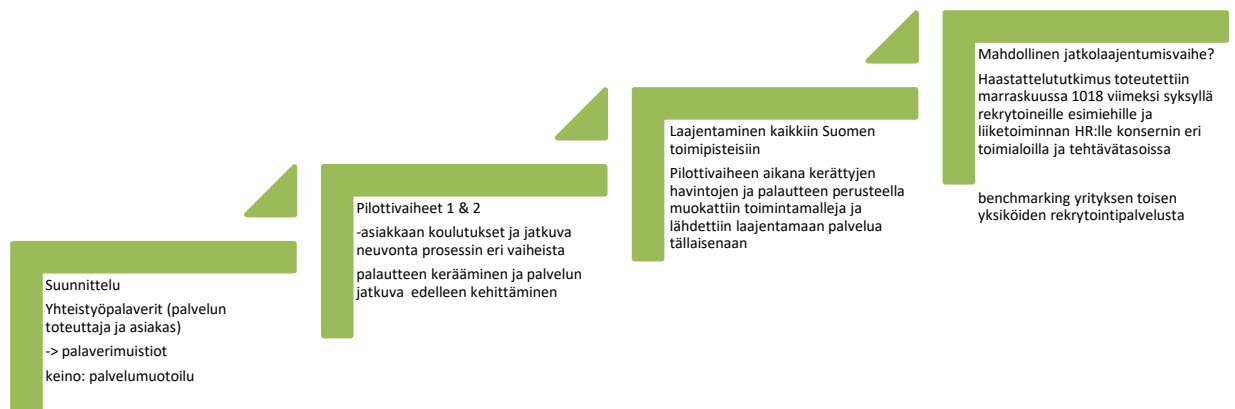 Suunnittelu
Yhteistyöpalaverit (palvelun
toteuttaja ja asiakas)
-> palaverimuistiot
keino: palvelumuotoilu
Pilottivaiheet 1 & 2
-asiakkaan koulutukset ja jatkuva
neuvonta prosessin eri vaiheista
palautteen kerääminen ja palvelun
jatkuva edelleen kehittäminen
Laajentaminen kaikkiin Suomen
toimipisteisiin
Pilottivaiheen aikana kerättyjen
havintojen ja palautteen perusteella
muokattiin toimintamalleja ja
lähdettiin laajentamaan palvelua
tällaisenaan
Mahdollinen jatkolaajentumisvaihe?
Haastattelututkimus toteutettiin
marraskuussa 1018 viimeksi syksyllä
rekrytoineille esimiehille ja
liiketoiminnan HR:lle konsernin eri
toimialoilla ja tehtävätasoissa
benchmarking yrityksen toisen
yksiköiden rekrytointipalvelusta